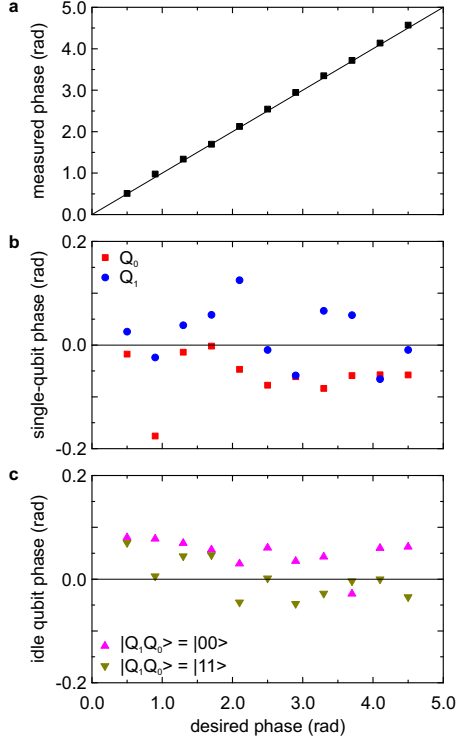 a
5.0
4.0
3.0
2.0
1.0
0.0
measured phase (rad)
b
0.2
0.0
-0.2
single-qubit phase (rad)
Q₀
Q₁
c
0.2
0.0
-0.2
idle qubit phase (rad)
|Q₁Q₀> = |00>
|Q₁Q₀> = |11>
0.0 1.0 2.0 3.0 4.0 5.0
desired phase (rad)